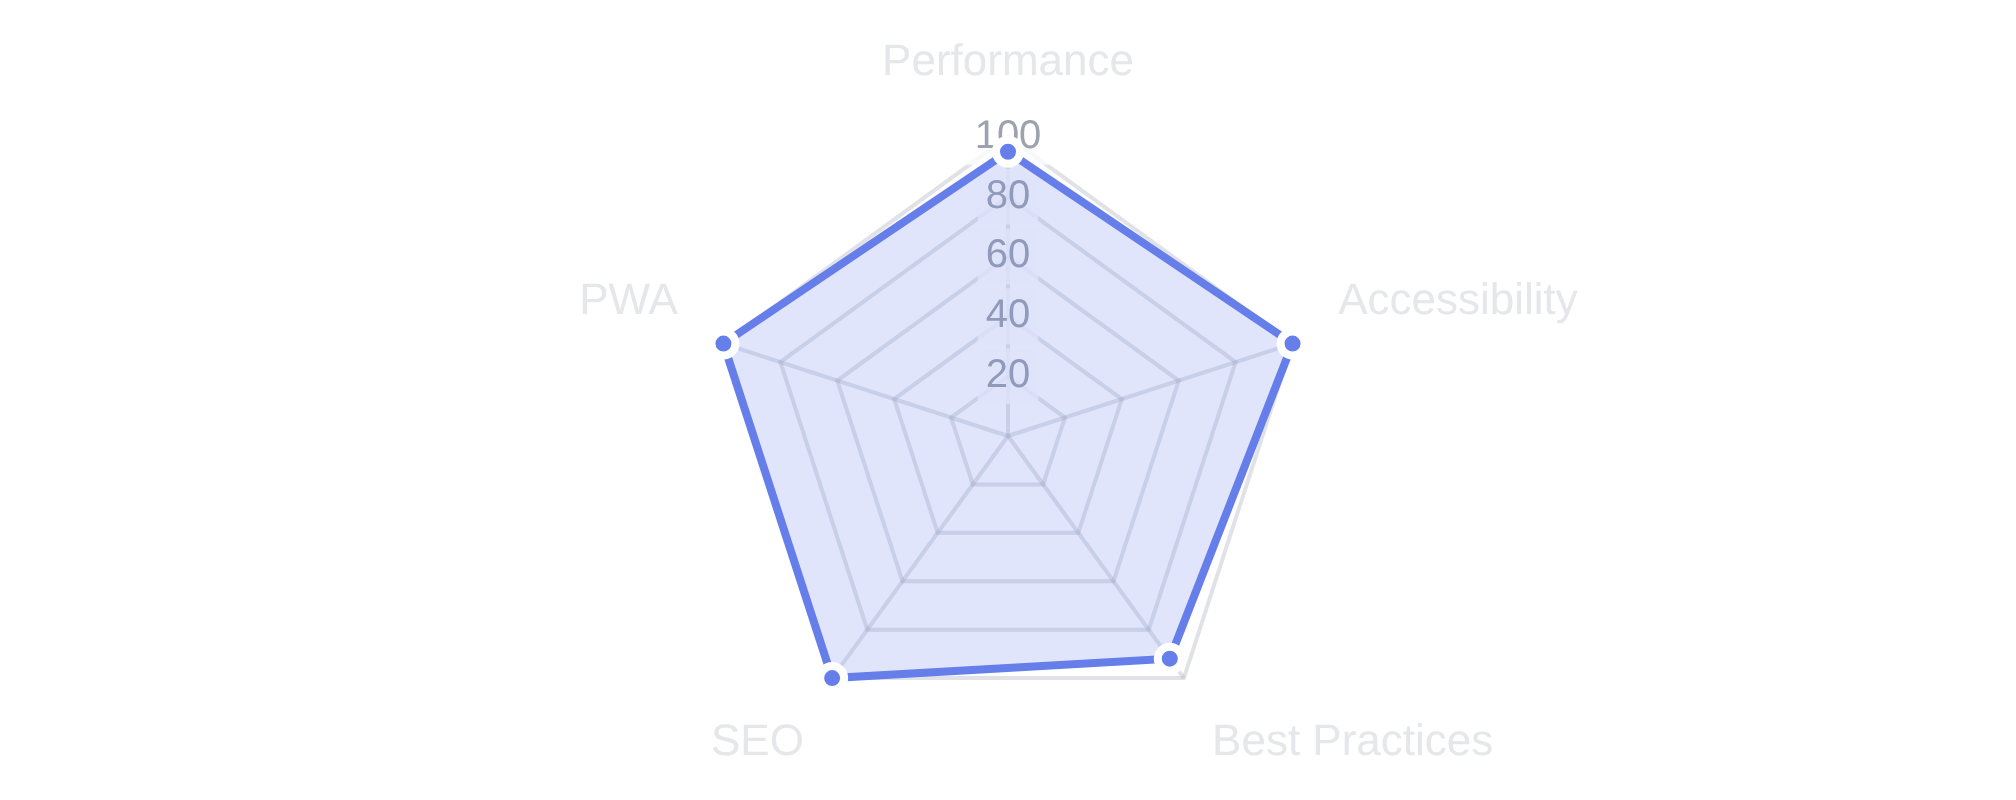 Performance
100
80
60
40
20
PWA
Accessibility
SEO
Best Practices